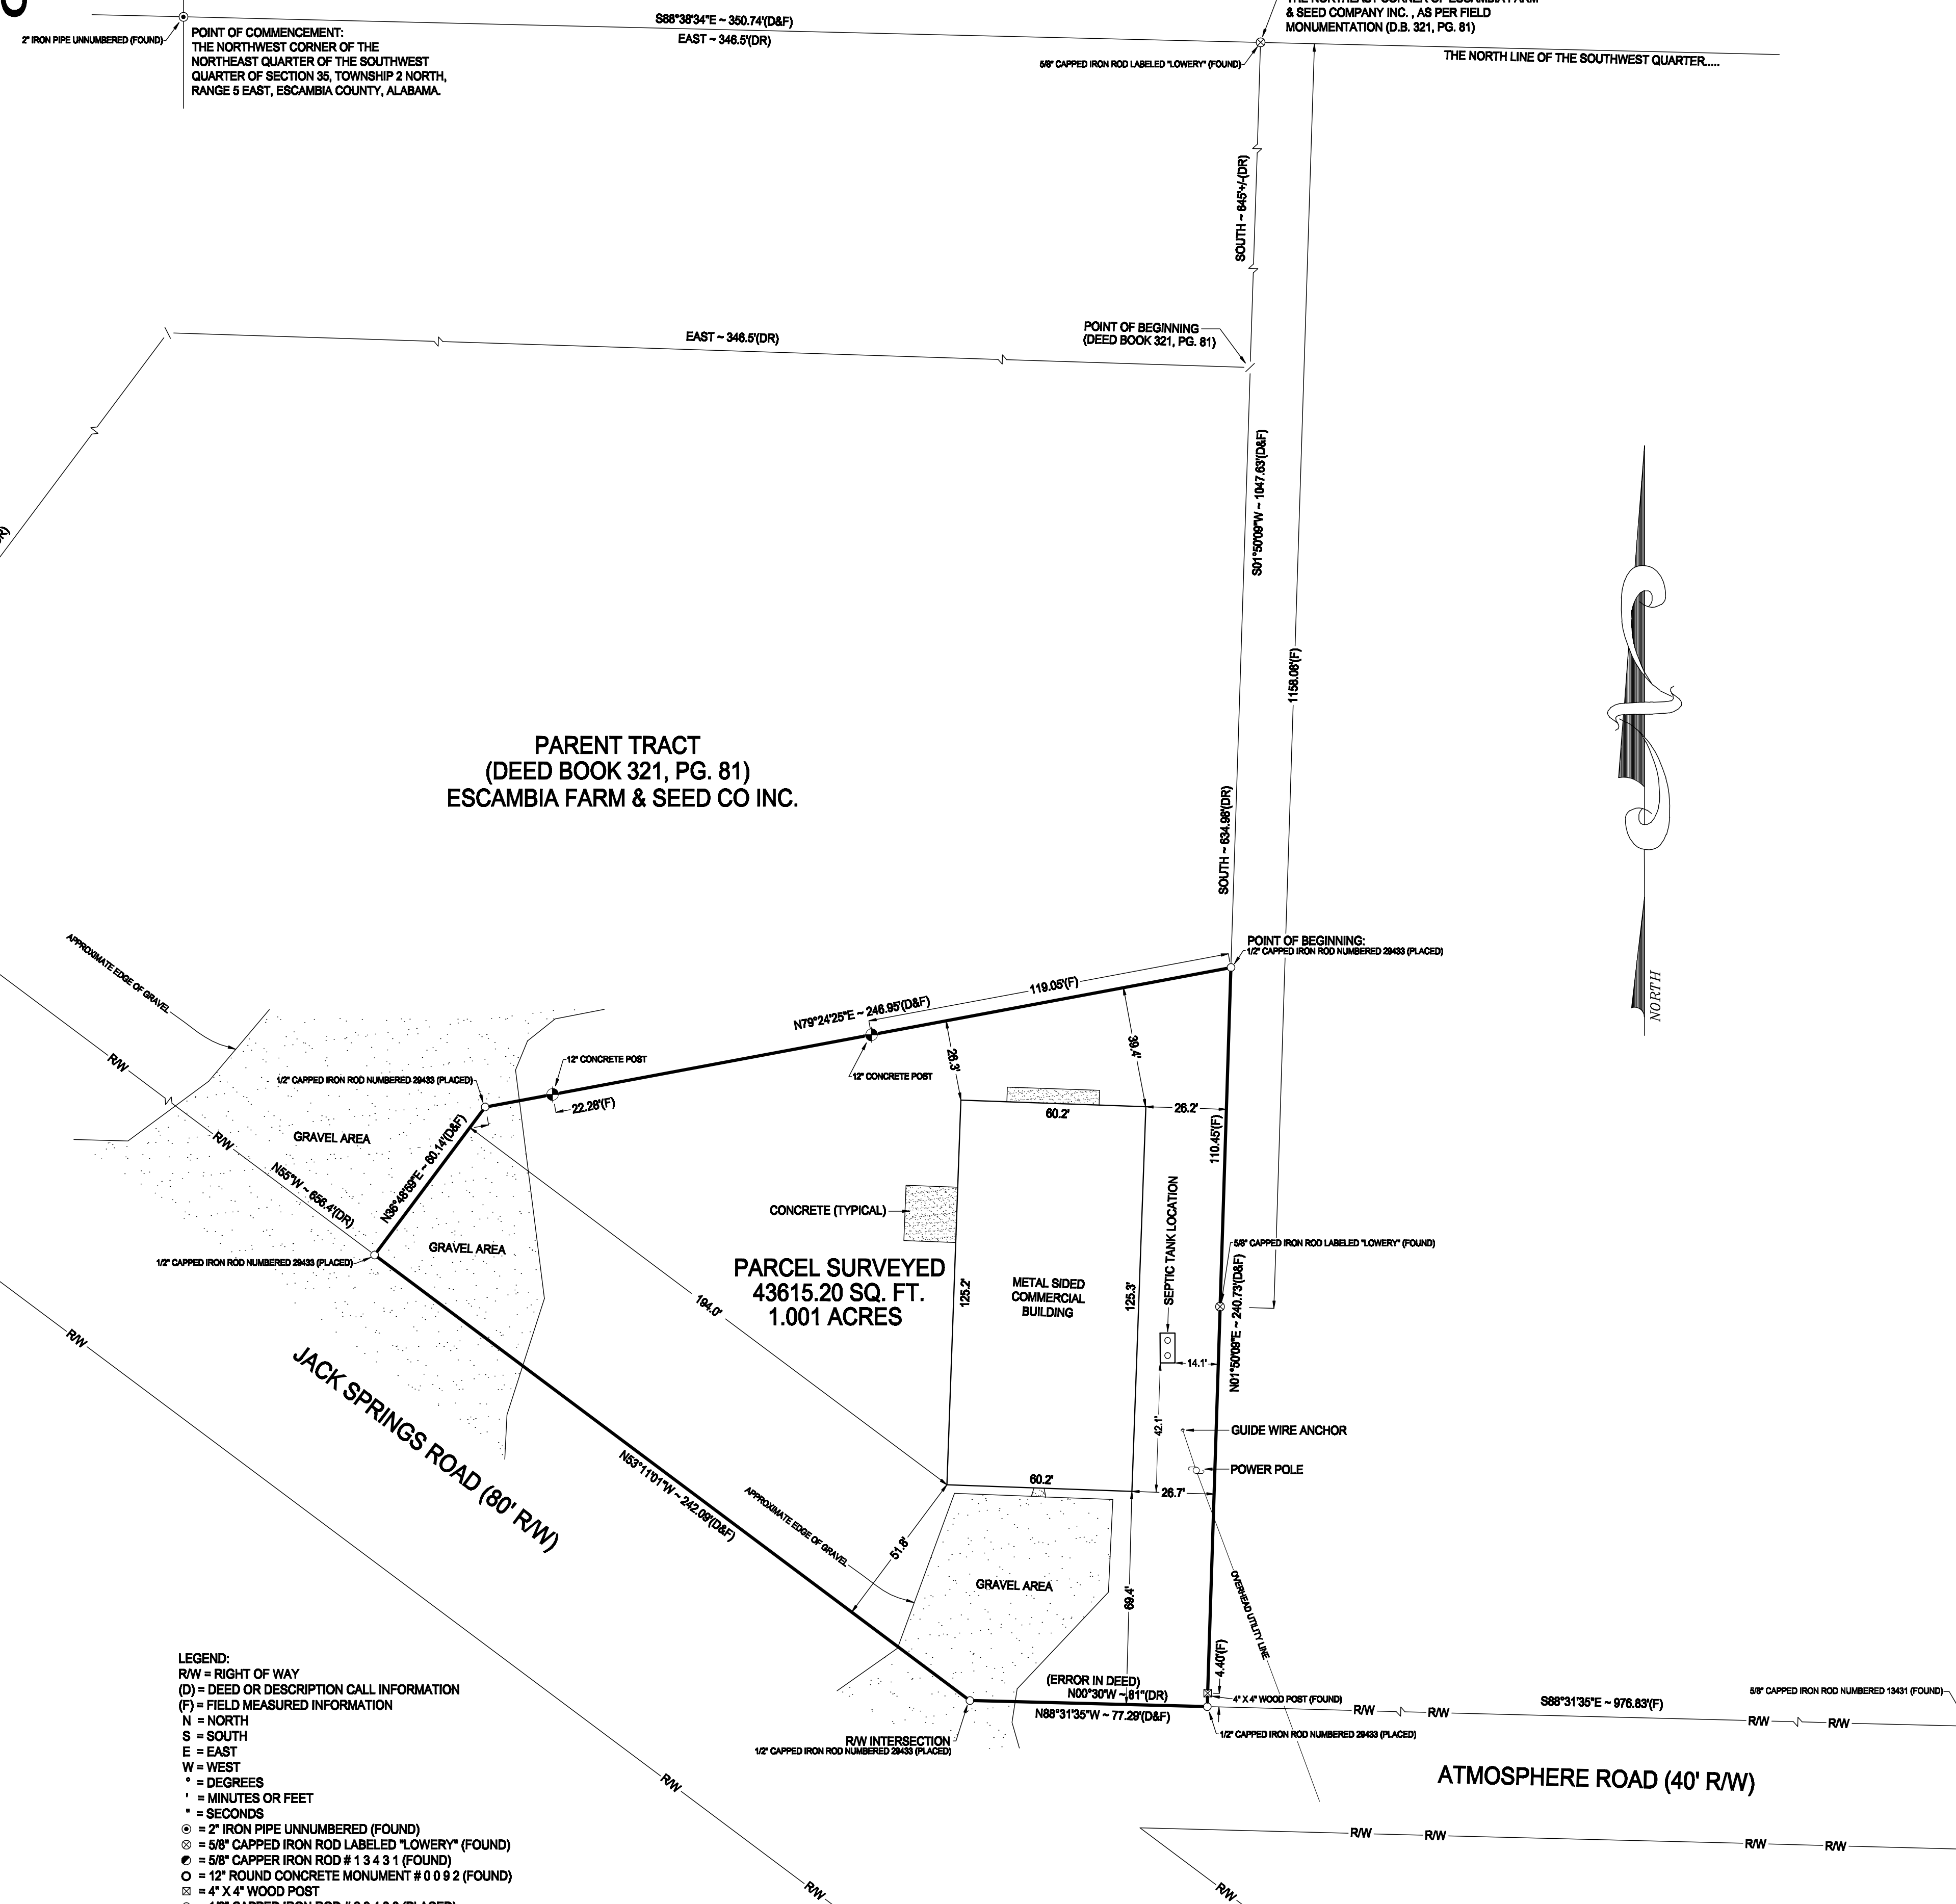 S88°38'34"E ~ 350.74'(D&F)
EAST ~ 346.5'(DR)
2" IRON PIPE UNNUMBERED (FOUND)
POINT OF COMMENCEMENT:
THE NORTHWEST CORNER OF THE
NORTHEAST QUARTER OF THE SOUTHWEST
QUARTER OF SECTION 35, TOWNSHIP 2 NORTH,
RANGE 5 EAST, ESCAMBIA COUNTY, ALABAMA.
THE NORTHEAST CORNER OF ESCAMBIA FARM
& SEED COMPANY INC. , AS PER FIELD
MONUMENTATION (D.B. 321, PG. 81)
5/8" CAPPED IRON ROD LABELED "LOWERY" (FOUND)
THE NORTH LINE OF THE SOUTHWEST QUARTER.....
SOUTH ~ 645'+/-(DR)
EAST ~ 346.5'(DR)
POINT OF BEGINNING
(DEED BOOK 321, PG. 81)
S01°50'09"W ~ 1047.63'(D&F)
1158.08'(F)
SOUTH ~ 634.98'(DR)
PARENT TRACT
(DEED BOOK 321, PG. 81)
ESCAMBIA FARM & SEED CO INC.
NORTH
POINT OF BEGINNING:
1/2" CAPPED IRON ROD NUMBERED 29433 (PLACED)
APPROXIMATE EDGE OF GRAVEL
N79°24'25"E ~ 246.95'(D&F)
119.05'(F)
12" CONCRETE POST
12" CONCRETE POST
22.28'(F)
1/2" CAPPED IRON ROD NUMBERED 29433 (PLACED)
26.3'
39.4'
60.2'
26.2'
110.45'(F)
R/W
R/W
GRAVEL AREA
N36°48'59"E ~ 60.14'(D&F)
N55°W ~ 656.4'(DR)
GRAVEL AREA
1/2" CAPPED IRON ROD NUMBERED 29433 (PLACED)
CONCRETE (TYPICAL)
SEPTIC TANK LOCATION
5/8" CAPPED IRON ROD LABELED "LOWERY" (FOUND)
PARCEL SURVEYED
43615.20 SQ. FT.
1.001 ACRES
194.0'
125.2'
METAL SIDED
COMMERCIAL
BUILDING
125.3'
N01°50'09"E ~ 240.73'(D&F)
14.1'
42.1'
R/W
JACK SPRINGS ROAD (80' R/W)
GUIDE WIRE ANCHOR
POWER POLE
60.2'
26.7'
N53°11'01"W ~ 242.09'(D&F)
APPROXIMATE EDGE OF GRAVEL
51.8'
GRAVEL AREA
69.4'
OVERHEAD UTILITY LINE
4.40'(F)
(ERROR IN DEED)
N00°30'W ~ 81"(DR)
N88°31'35"W ~ 77.29'(D&F)
4" X 4" WOOD POST (FOUND)
1/2" CAPPED IRON ROD NUMBERED 29433 (PLACED)
R/W INTERSECTION
1/2" CAPPED IRON ROD NUMBERED 29433 (PLACED)
R/W
R/W
S88°31'35"E ~ 976.83'(F)
5/8" CAPPED IRON ROD NUMBERED 13431 (FOUND)
R/W
R/W
ATMOSPHERE ROAD (40' R/W)
R/W
R/W
R/W
R/W
R/W
R/W
R/W
LEGEND:
R/W = RIGHT OF WAY
(D) = DEED OR DESCRIPTION CALL INFORMATION
(F) = FIELD MEASURED INFORMATION
N = NORTH
S = SOUTH
E = EAST
W = WEST
° = DEGREES
' = MINUTES OR FEET
" = SECONDS
= 2" IRON PIPE UNNUMBERED (FOUND)
= 5/8" CAPPED IRON ROD LABELED "LOWERY" (FOUND)
= 5/8" CAPPER IRON ROD # 1 3 4 3 1 (FOUND)
= 12" ROUND CONCRETE MONUMENT # 0 0 9 2 (FOUND)
= 4" X 4" WOOD POST